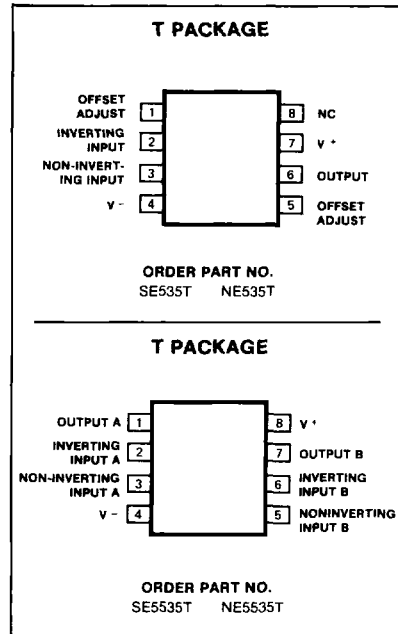 T PACKAGE
OFFSET
ADJUST 1
8 NC
INVERTING
INPUT 2
7 V +
NON-INVERT-
ING INPUT 3
6 OUTPUT
V - 4
5 OFFSET
ADJUST
ORDER PART NO.
SE535T NE535T
T PACKAGE
OUTPUT A 1
8 V +
INVERTING
INPUT A 2
7 OUTPUT B
NON-INVERTING
INPUT A 3
6 INVERTING
INPUT B
V - 4
5 NONINVERTING
INPUT B
ORDER PART NO.
SE5535T NE5535T